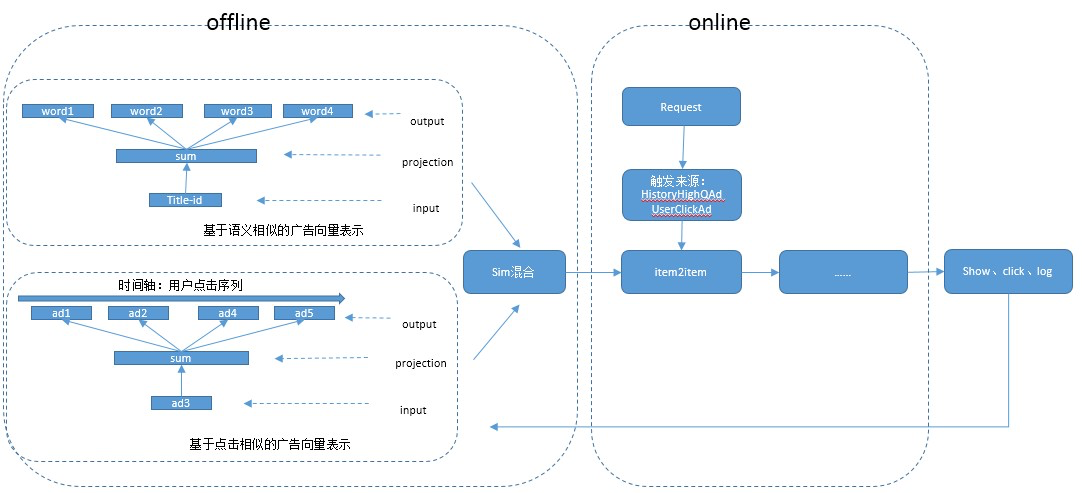 offline
online
word1
word2
word3
word4
output
sum
projection
Title-id
input
基于语义相似的广告向量表示
时间轴：用户点击序列
ad1
ad2
ad4
ad5
output
sum
projection
ad3
input
基于点击相似的广告向量表示
Sim混合
Request
触发来源：
HistoryHighQAd
UserClickAd
item2item
......
Show、click、log